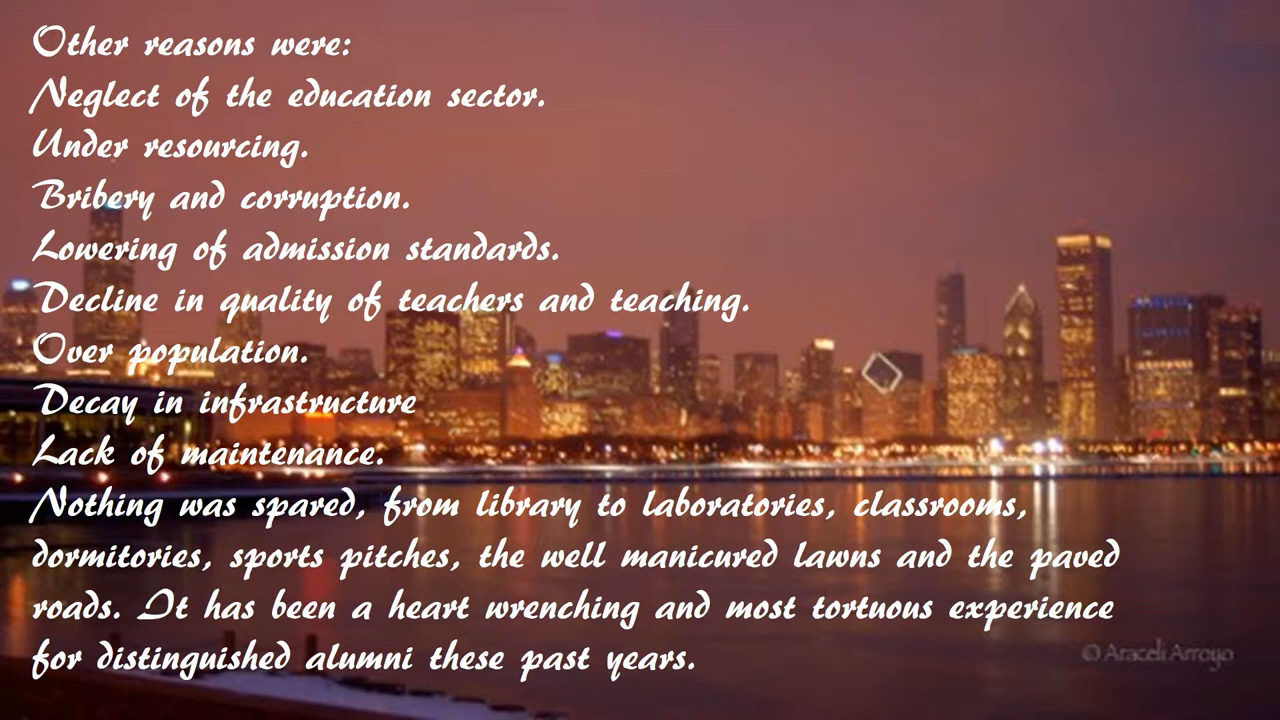 Other reasons were:
Neglect of the education sector.
Under resourcing.
Bribery and corruption.
Lowering of admission standards.
Decline in quality of teachers and teaching.
Over population.
Decay in infrastructure
Lack of maintenance.
Nothing was spared, from library to laboratories, classrooms,
dormitories, sports pitches, the well manicured lawns and the paved
roads. It has been a heart wrenching and most tortuous experience
for distinguished alumni these past years.
© Araceli Arroyo